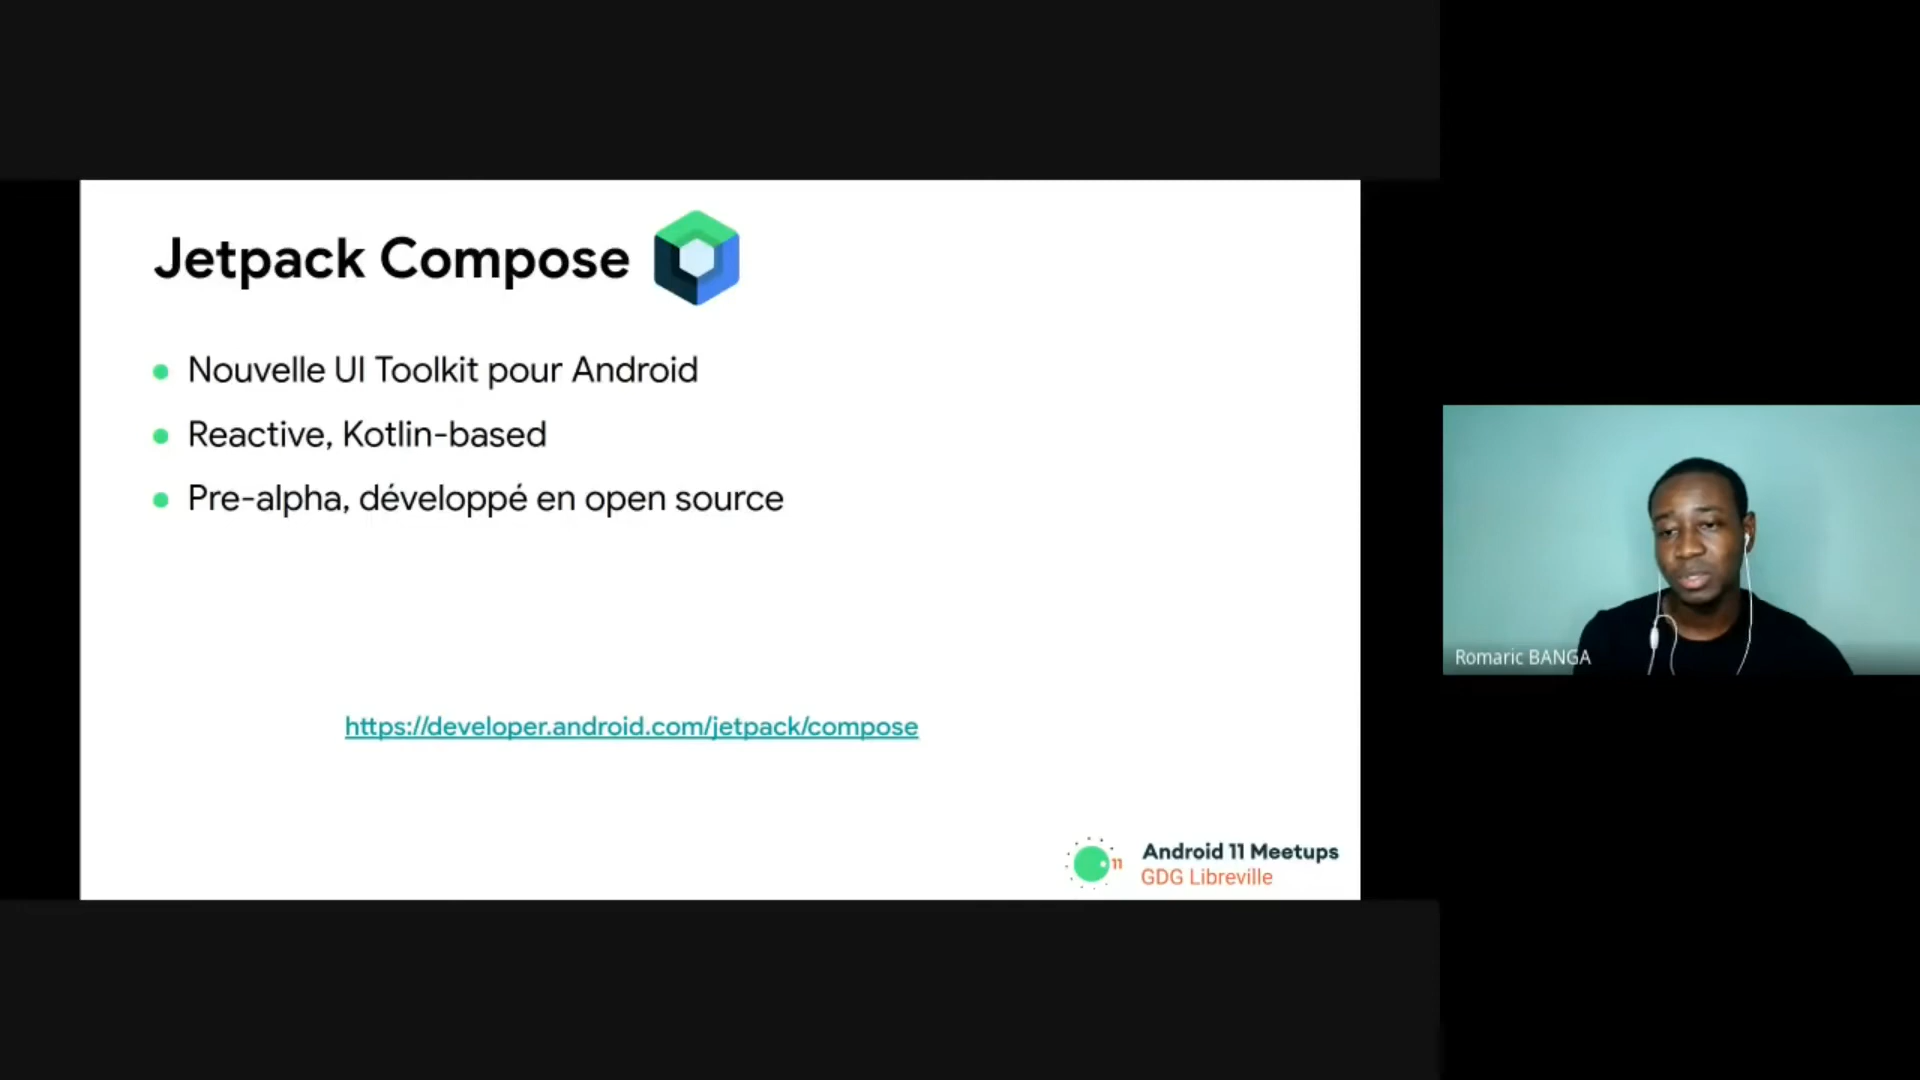 Jetpack Compose
Nouvelle UI Toolkit pour Android
Reactive, Kotlin-based
Pre-alpha, développé en open source
https://developer.android.com/jetpack/compose
11
Android 11 Meetups
GDG Libreville
Romaric BANGA